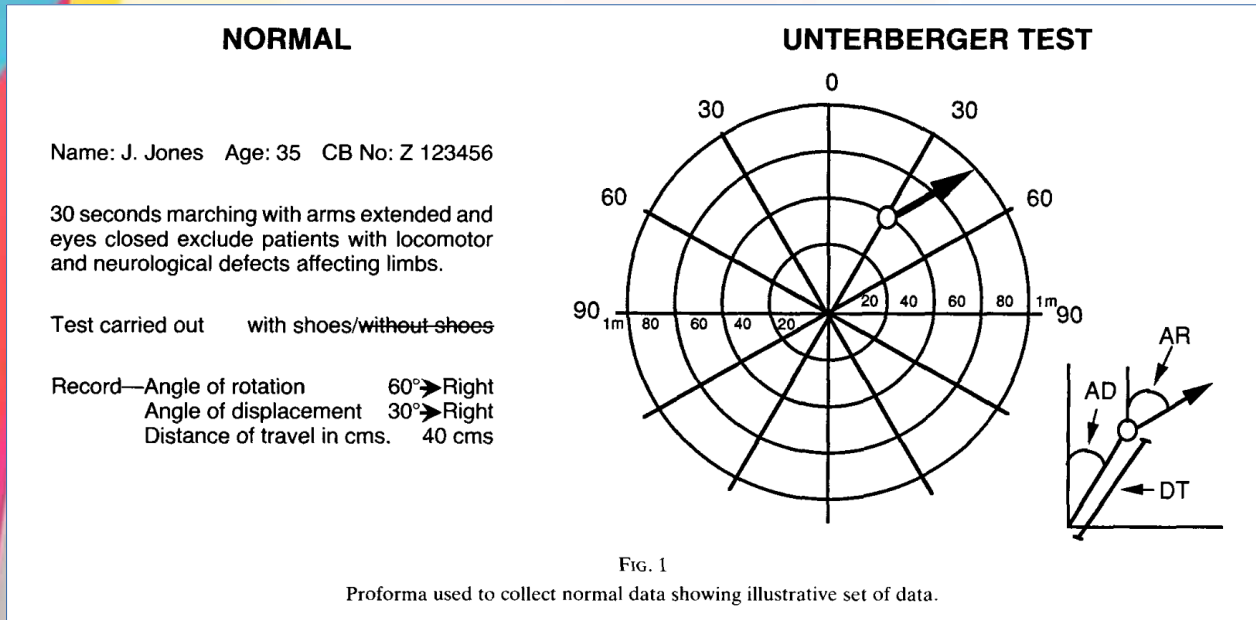 NORMAL
Name: J. Jones Age: 35 CB No: Z 123456
30 seconds marching with arms extended and
eyes closed exclude patients with locomotor
and neurological defects affecting limbs.
Test carried out with shoes/without shoes
Record—Angle of rotation 60°➔Right
Angle of displacement 30°➔Right
Distance of travel in cms. 40 cms
UNTERBERGER TEST
0
30 30
60 60
90 1m 80 60 40 20 20 40 60 80 1m 90
AR
AD
DT
FIG. 1
Proforma used to collect normal data showing illustrative set of data.